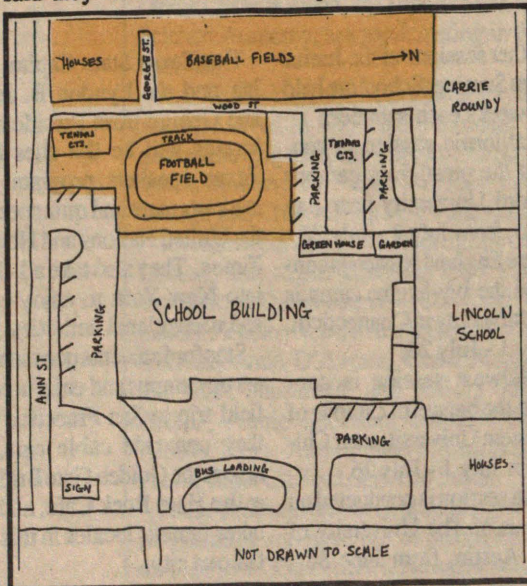 HOUSES
GEORGE ST.
BASEBALL FIELDS
N
CARRIE
ROUNDY
WOOD ST
TENNIS
CTS.
TRACK
FOOTBALL
FIELD
PARKING
TENNIS
CTS.
PARKING
GREEN HOUSE
GARDEN
SCHOOL BUILDING
LINCOLN
SCHOOL
ANN ST
PARKING
PARKING
BUS LOADING
SIGN
HOUSES.
NOT DRAWN TO SCALE